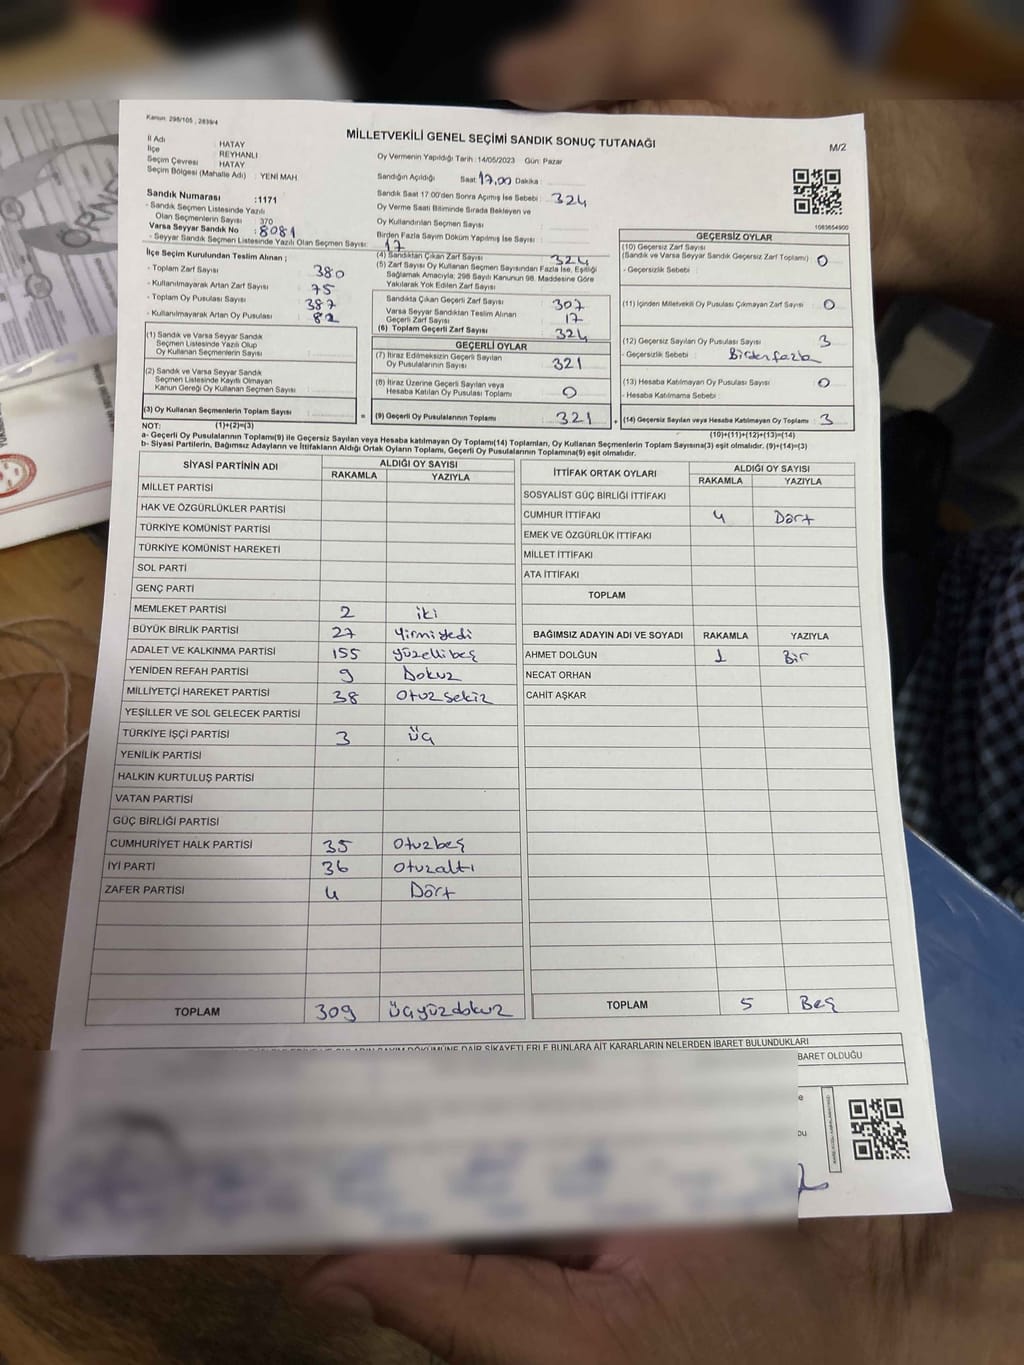 Kanun: 298/105 , 2839/4
MİLLETVEKİLİ GENEL SEÇİMİ SANDIK SONUÇ TUTANAĞI
M/2
İl Adı : HATAY
İlçe : REYHANLI
Seçim Çevresi : HATAY
Seçim Bölgesi (Mahalle Adı) : YENİ MAH
Sandık Numarası :1171
- Sandık Seçmen Listesinde Yazılı
Olan Seçmenlerin Sayısı : 370
Varsa Seyyar Sandık No : 8081
- Seyyar Sandık Seçmen Listesinde Yazılı Olan Seçmen Sayısı: 17
Oy Vermenin Yapıldığı Tarih : 14/05/2023 Gün: Pazar
Sandığın Açıldığı Saat 17,00 Dakika :
Sandık Saat 17:00'den Sonra Açımış İse Sebebi : 324
Oy Verme Saati Bitiminde Sırada Bekleyen ve
Oy Kullandırılan Seçmen Sayısı :
Birden Fazla Sayım Döküm Yapılmış İse Sayısı :
1083654900
İlçe Seçim Kurulundan Teslim Alınan ;
- Toplam Zarf Sayısı : 380
- Kullanılmayarak Artan Zarf Sayısı : 75
- Toplam Oy Pusulası Sayısı : 387
- Kullanılmayarak Artan Oy Pusulası : 82
(1) Sandık ve Varsa Seyyar Sandık
Seçmen Listesinde Yazılı Olup
Oy Kullanan Seçmenlerin Sayısı :
(2) Sandık ve Varsa Seyyar Sandık
Seçmen Listesinde Kayıtlı Olmayan
Kanun Gereği Oy Kullanan Seçmen Sayısı :
(3) Oy Kullanan Seçmenlerin Toplam Sayısı :
=
(4) Sandıktan Çıkan Zarf Sayısı : 324
(5) Zarf Sayısı Oy Kullanan Seçmen Sayısından Fazla İse, Eşitliği
Sağlamak Amacıyla; 298 Sayılı Kanunun 98. Maddesine Göre
Yakılarak Yok Edilen Zarf Sayısı :
Sandıkta Çıkan Geçerli Zarf Sayısı : 307
Varsa Seyyar Sandıktan Teslim Alınan
Geçerli Zarf Sayısı : 17
(6) Toplam Geçerli Zarf Sayısı : 324
GEÇERLİ OYLAR
(7) İtiraz Edilmeksizin Geçerli Sayılan
Oy Pusulalarının Sayısı : 321
(8) İtiraz Üzerine Geçerli Sayılan veya
Hesaba Katılan Oy Pusulası Toplamı : 0
(9) Geçerli Oy Pusulalarının Toplamı : 321
+
GEÇERSİZ OYLAR
(10) Geçersiz Zarf Sayısı
(Sandık ve Varsa Seyyar Sandık Geçersiz Zarf Toplamı) : 0
- Geçersizlik Sebebi :
(11) İçinden Milletvekili Oy Pusulası Çıkmayan Zarf Sayısı : 0
(12) Geçersiz Sayılan Oy Pusulası Sayısı : 3
- Geçersizlik Sebebi : Birden fazla
(13) Hesaba Katılmayan Oy Pusulası Sayısı : 0
- Hesaba Katılmama Sebebi :
(14) Geçersiz Sayılan veya Hesaba Katılmayan Oy Toplamı : 3
NOT: (1)+(2)=(3) (10)+(11)+(12)+(13)=(14)
a- Geçerli Oy Pusulalarının Toplamı(9) ile Geçersiz Sayılan veya Hesaba katılmayan Oy Toplamı(14) Toplamları, Oy Kullanan Seçmenlerin Toplam Sayısına(3) eşit olmalıdır. (9)+(14)=(3)
b- Siyasi Partilerin, Bağımsız Adayların ve İttifakların Aldığı Ortak Oyların Toplamı, Geçerli Oy Pusulalarının Toplamına(9) eşit olmalıdır.
SİYASİ PARTİNİN ADI ALDIĞI OY SAYISI
RAKAMLA YAZIYLA
MİLLET PARTİSİ
HAK VE ÖZGÜRLÜKLER PARTİSİ
TÜRKİYE KOMÜNİST PARTİSİ
TÜRKİYE KOMÜNİST HAREKETİ
SOL PARTİ
GENÇ PARTİ
MEMLEKET PARTİSİ 2 iki
BÜYÜK BİRLİK PARTİSİ 27 Yirmiyedi
ADALET VE KALKINMA PARTİSİ 155 yüzellibeş
YENİDEN REFAH PARTİSİ 9 Dokuz
MİLLİYETÇİ HAREKET PARTİSİ 38 Otuzsekiz
YEŞİLLER VE SOL GELECEK PARTİSİ
TÜRKİYE İŞÇİ PARTİSİ 3 üç
YENİLİK PARTİSİ
HALKIN KURTULUŞ PARTİSİ
VATAN PARTİSİ
GÜÇ BİRLİĞİ PARTİSİ
CUMHURİYET HALK PARTİSİ 35 Otuzbeş
İYİ PARTİ 36 Otuzaltı
ZAFER PARTİSİ 4 Dört
TOPLAM 309 üçyüzdokuz
İTTİFAK ORTAK OYLARI ALDIĞI OY SAYISI
RAKAMLA YAZIYLA
SOSYALİST GÜÇ BİRLİĞİ İTTİFAKI
CUMHUR İTTİFAKI 4 Dört
EMEK VE ÖZGÜRLÜK İTTİFAKI
MİLLET İTTİFAKI
ATA İTTİFAKI
TOPLAM
BAĞIMSIZ ADAYIN ADI VE SOYADI RAKAMLA YAZIYLA
AHMET DOLĞUN 1 Bir
NECAT ORHAN
CAHİT AŞKAR
TOPLAM 5 Beş
DÖKÜMÜNE DAİR ŞİKAYETLERLE BUNLARA AİT KARARLARIN NELERDEN İBARET BULUNDUKLARI
BARET OLDUĞU